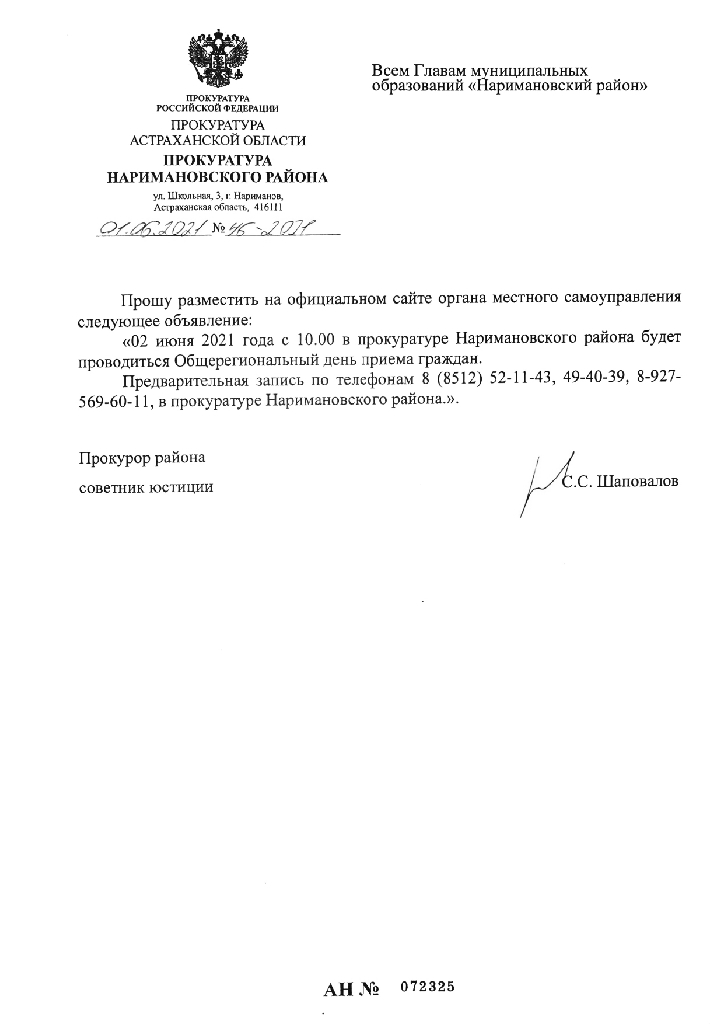 ПРОКУРАТУРА
РОССИЙСКОЙ ФЕДЕРАЦИИ
ПРОКУРАТУРА
АСТРАХАНСКОЙ ОБЛАСТИ
ПРОКУРАТУРА
НАРИМАНОВСКОГО РАЙОНА
ул. Школьная, 3, г. Нариманов,
Астраханская область, 416111
01.06.2021 № 4б-2021
Всем Главам муниципальных
образований «Наримановский район»
Прошу разместить на официальном сайте органа местного самоуправления
следующее объявление:
«02 июня 2021 года с 10.00 в прокуратуре Наримановского района будет
проводиться Общерегиональный день приема граждан.
Предварительная запись по телефонам 8 (8512) 52-11-43, 49-40-39, 8-927-
569-60-11, в прокуратуре Наримановского района.».
Прокурор района
советник юстиции
С.С. Шаповалов
АН № 072325